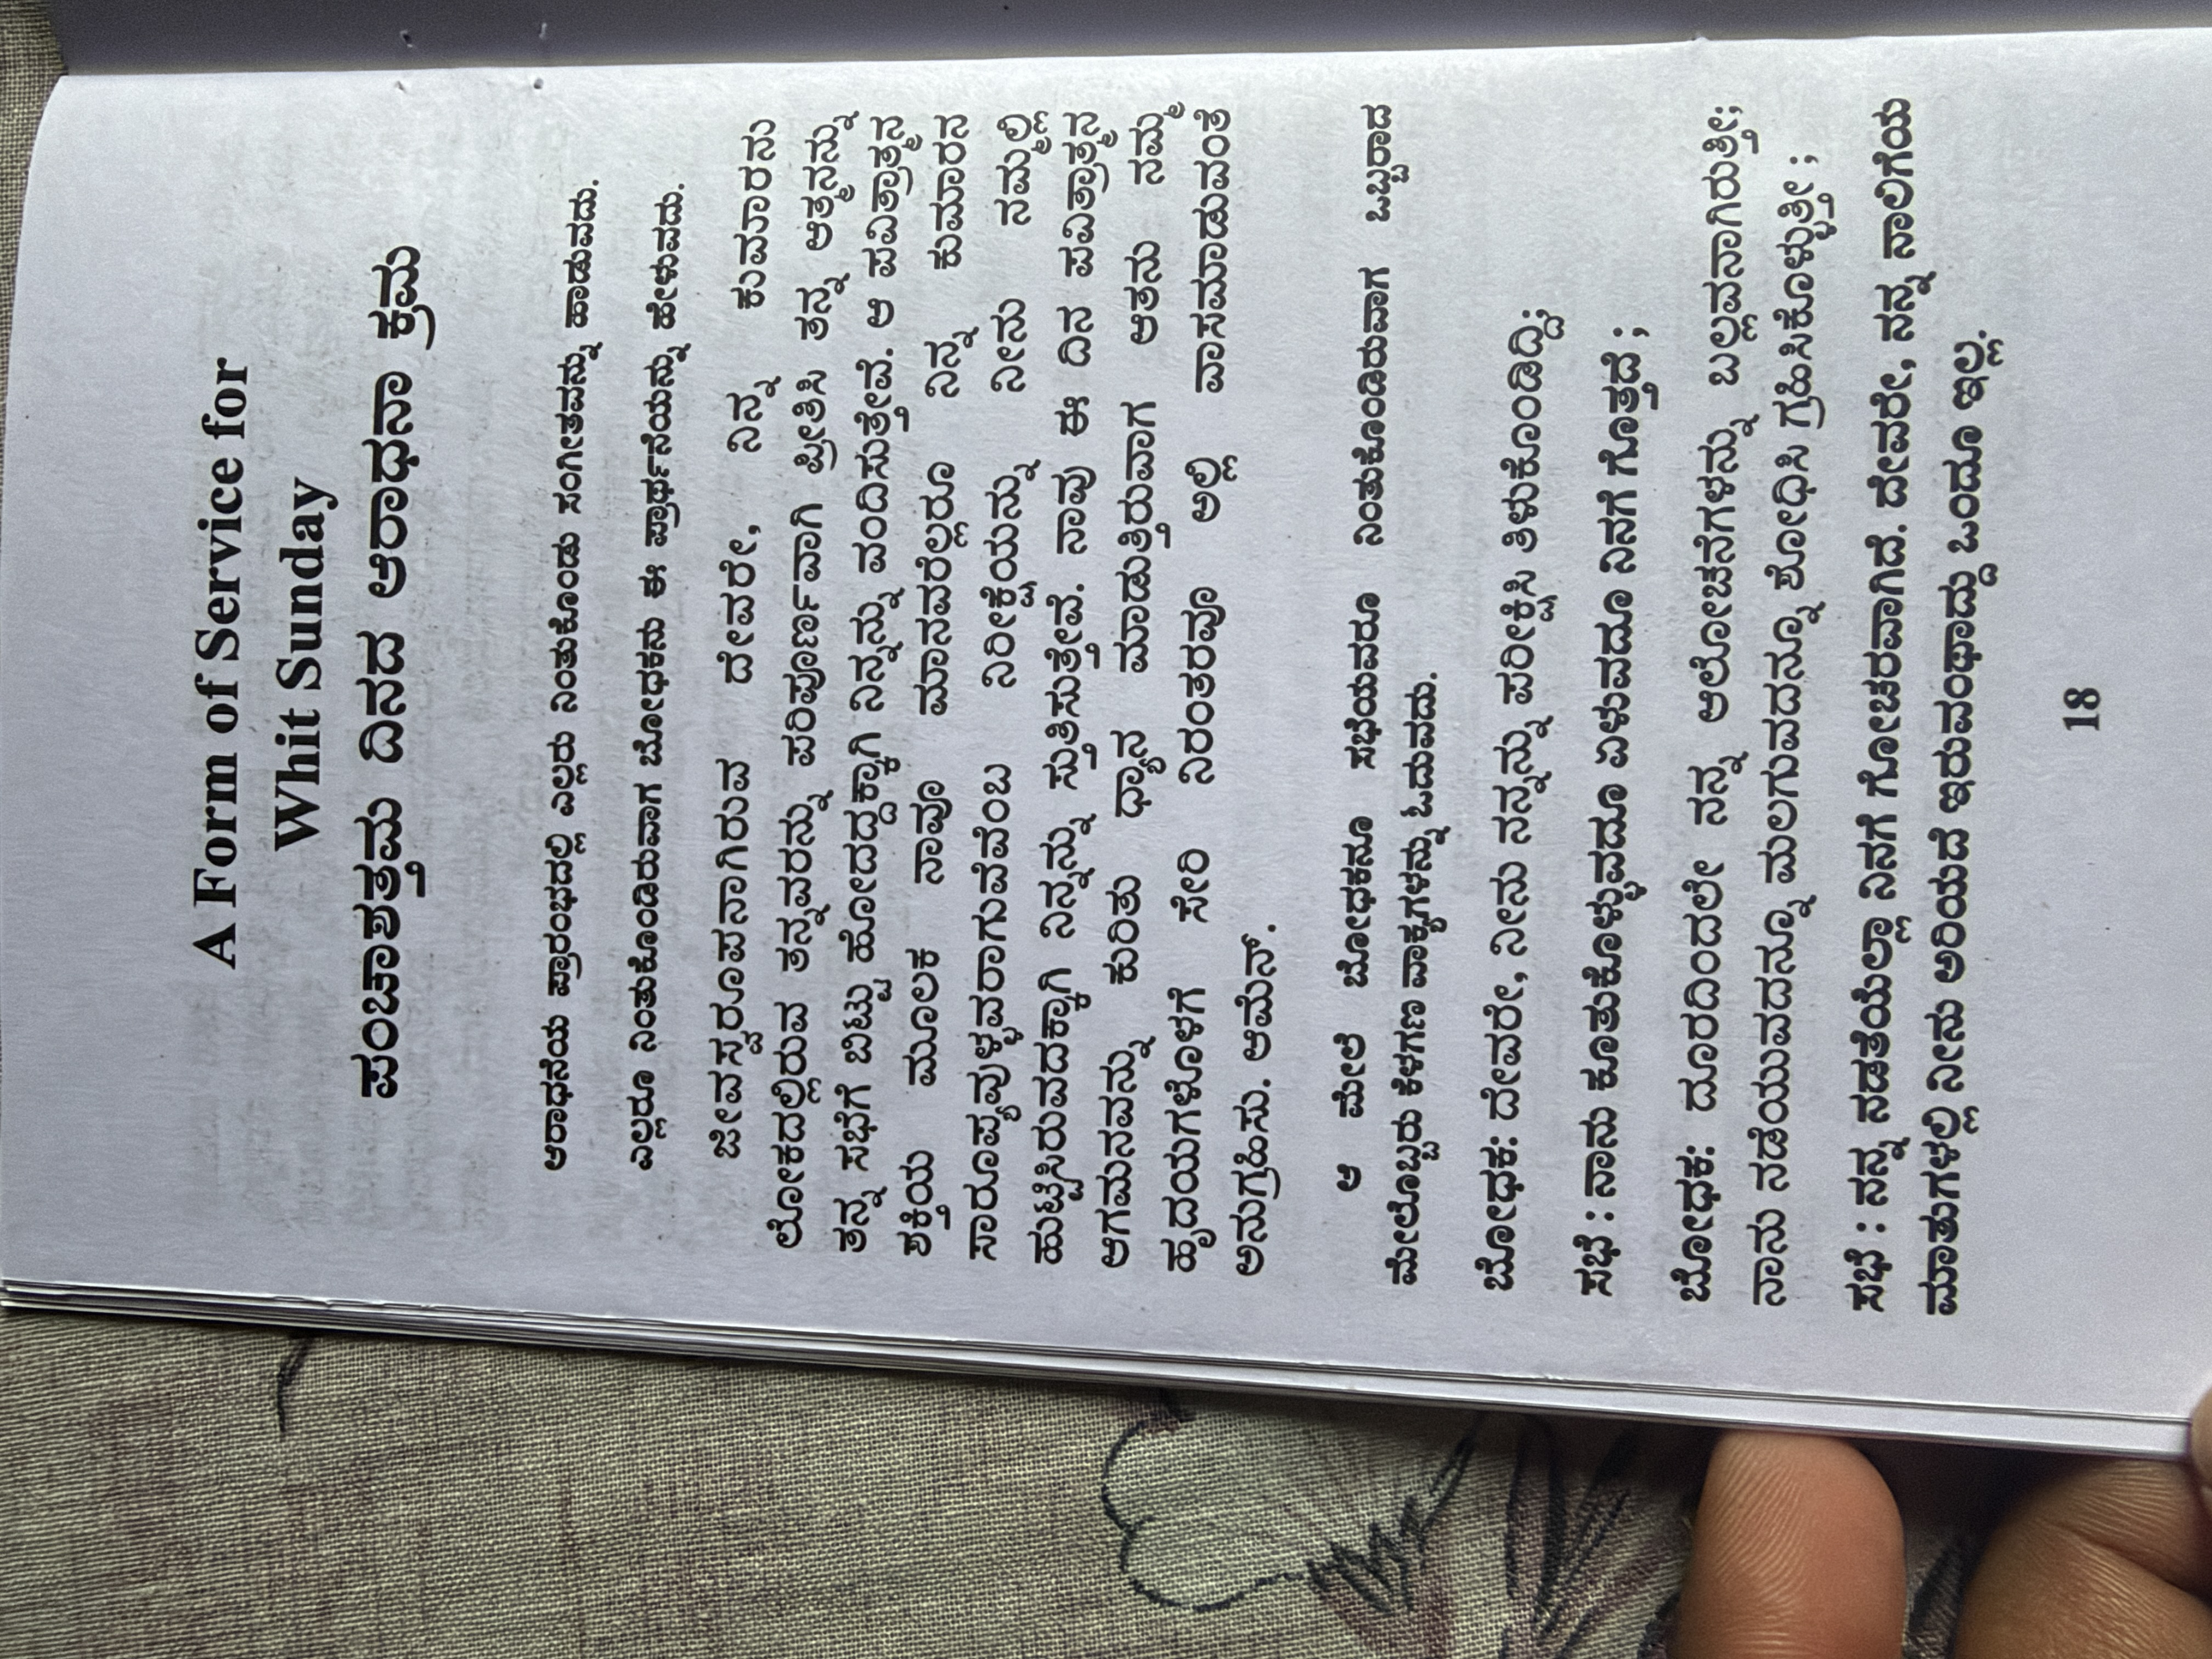 A Form of Service for
Whit Sunday
ಪಂಚಾಶತ್ತಮ ದಿನದ ಆರಾಧನಾ ಕ್ರಮ
ಆರಾಧನೆಯ ಪ್ರಾರಂಭದಲ್ಲಿ ಎಲ್ಲರು ನಿಂತುಕೊಂಡು ಸಂಗೀತವನ್ನು ಹಾಡುವದು.
ಎಲ್ಲರೂ ನಿಂತುಕೊಂಡಿರುವಾಗ ಬೋಧಕನು ಈ ಪ್ರಾರ್ಥನೆಯನ್ನು ಹೇಳುವದು.
ಜೀವಸ್ವರೂಪನಾಗಿರುವ ದೇವರೇ, ನಿನ್ನ ಕುಮಾರನು
ಲೋಕದಲ್ಲಿರುವ ತನ್ನವರನ್ನು ಪರಿಪೂರ್ಣವಾಗಿ ಪ್ರೀತಿಸಿ ತನ್ನ ಆತ್ಮನನ್ನು
ತನ್ನ ಸಭೆಗೆ ಬಿಟ್ಟು ಹೋದದ್ದಕ್ಕಾಗಿ ನಿನ್ನನ್ನು ವಂದಿಸುತ್ತೇವೆ. ಆ ಪವಿತ್ರಾತ್ಮನ
ಶಕ್ತಿಯ ಮೂಲಕ ನಾವೂ ಮಾನವರೆಲ್ಲರೂ ನಿನ್ನ ಕುಮಾರನ
ಸಾರೂಪ್ಯವುಳ್ಳವರಾಗುವೆವೆಂಬ ನಿರೀಕ್ಷೆಯನ್ನು ನೀನು ನಮ್ಮಲ್ಲಿ
ಹುಟ್ಟಿಸಿರುವದಕ್ಕಾಗಿ ನಿನ್ನನ್ನು ಸ್ತುತಿಸುತ್ತೇವೆ. ನಾವು ಈ ದಿನ ಪವಿತ್ರಾತ್ಮನ
ಆಗಮನವನ್ನು ಕುರಿತು ಧ್ಯಾನ ಮಾಡುತ್ತಿರುವಾಗ ಆತನು ನಮ್ಮ
ಹೃದಯಗಳೊಳಗೆ ಸೇರಿ ನಿರಂತರವೂ ಅಲ್ಲಿ ವಾಸಮಾಡುವಂತೆ
ಅನುಗ್ರಹಿಸು. ಆಮೆನ್.
ಆ ಮೇಲೆ ಬೋಧಕನೂ ಸಭೆಯವರೂ ನಿಂತುಕೊಂಡಿರುವಾಗ ಒಬ್ಬರಾದ
ಮೇಲೊಬ್ಬರು ಕೆಳಗಣ ವಾಕ್ಯಗಳನ್ನು ಓದುವದು.
ಬೋಧಕ: ದೇವರೇ, ನೀನು ನನ್ನನ್ನು ಪರೀಕ್ಷಿಸಿ ತಿಳುಕೊಂಡಿದ್ದಿ;
ಸಭೆ : ನಾನು ಕೂತುಕೊಳ್ಳುವದೂ ಏಳುವದೂ ನಿನಗೆ ಗೊತ್ತದೆ ;
ಬೋಧಕ: ದೂರದಿಂದಲೇ ನನ್ನ ಆಲೋಚನೆಗಳನ್ನು ಬಲ್ಲವನಾಗಿರುತ್ತೀ;
ನಾನು ನಡೆಯುವದನ್ನೂ ಮಲಗುವದನ್ನೂ ಶೋಧಿಸಿ ಗ್ರಹಿಸಿಕೊಳ್ಳುತ್ತೀ ;
ಸಭೆ : ನನ್ನ ನಡತೆಯೆಲ್ಲಾ ನಿನಗೆ ಗೋಚರವಾಗಿದೆ. ದೇವರೇ, ನನ್ನ ನಾಲಿಗೆಯ
ಮಾತುಗಳಲ್ಲಿ ನೀನು ಅರಿಯದೆ ಇರುವಂಥಾದ್ದು ಒಂದೂ ಇಲ್ಲ.
18